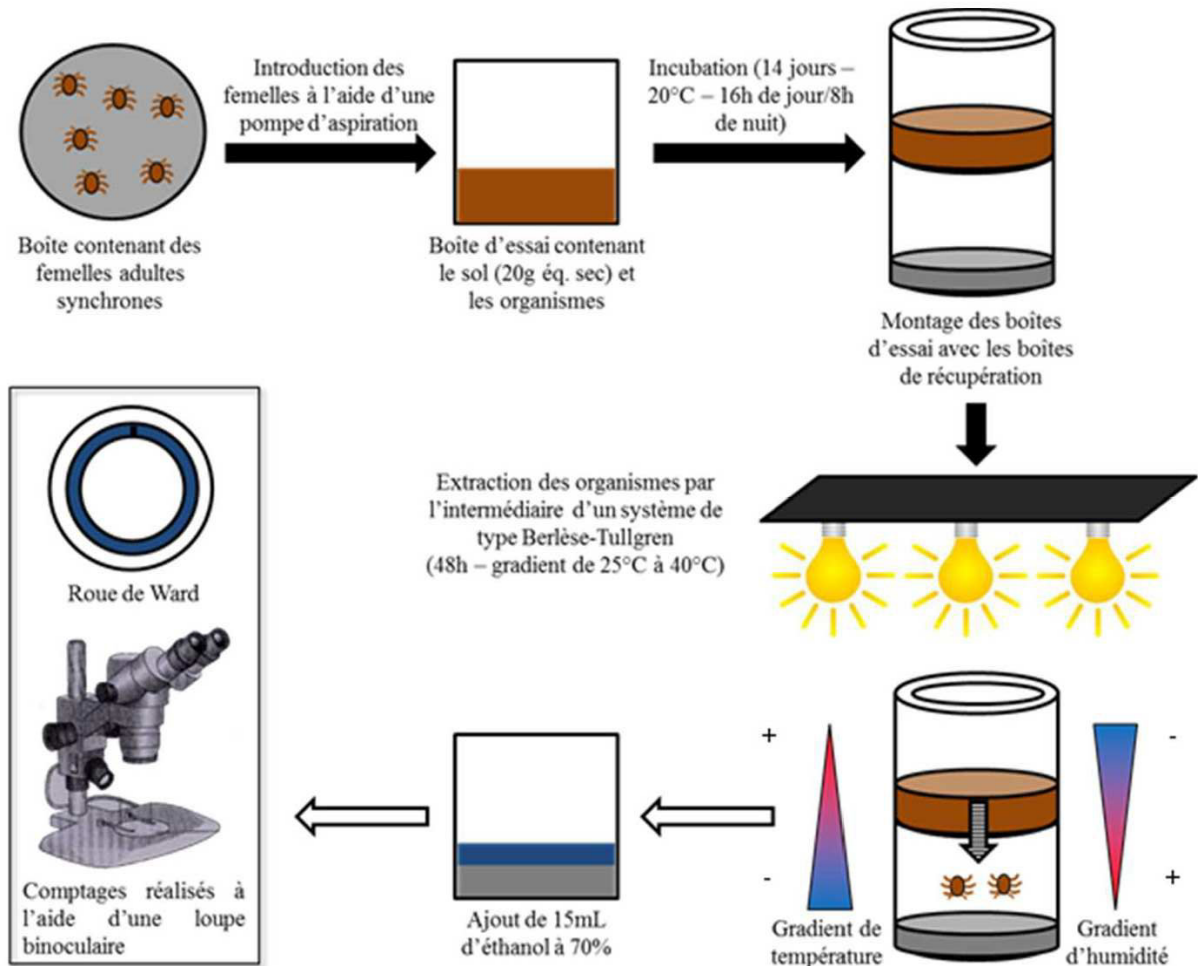 Introduction des
femelles à l'aide d'une
pompe d'aspiration
Incubation (14 jours –
20°C – 16h de jour/8h
de nuit)
Boîte contenant des
femelles adultes
synchrones
Boîte d'essai contenant
le sol (20g éq. sec) et
les organismes
Montage des boîtes
d'essai avec les boîtes
de récupération
Extraction des organismes par
l'intermédiaire d'un système de
type Berlèse-Tullgren
(48h – gradient de 25°C à 40°C)
+
-
Gradient de
température
-
+
Gradient
d'humidité
Ajout de 15mL
d'éthanol à 70%
Roue de Ward
Comptages réalisés à
l'aide d'une loupe
binoculaire